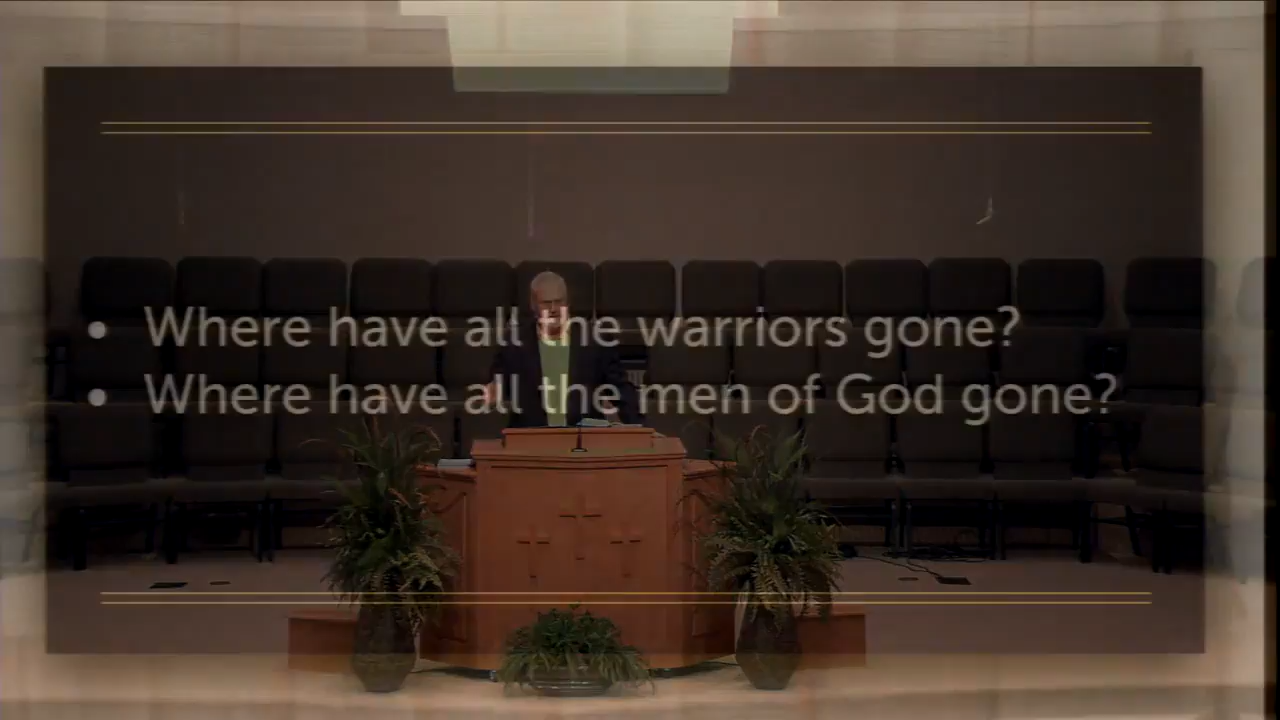 • Where have all the warriors gone?
• Where have all the men of God gone?